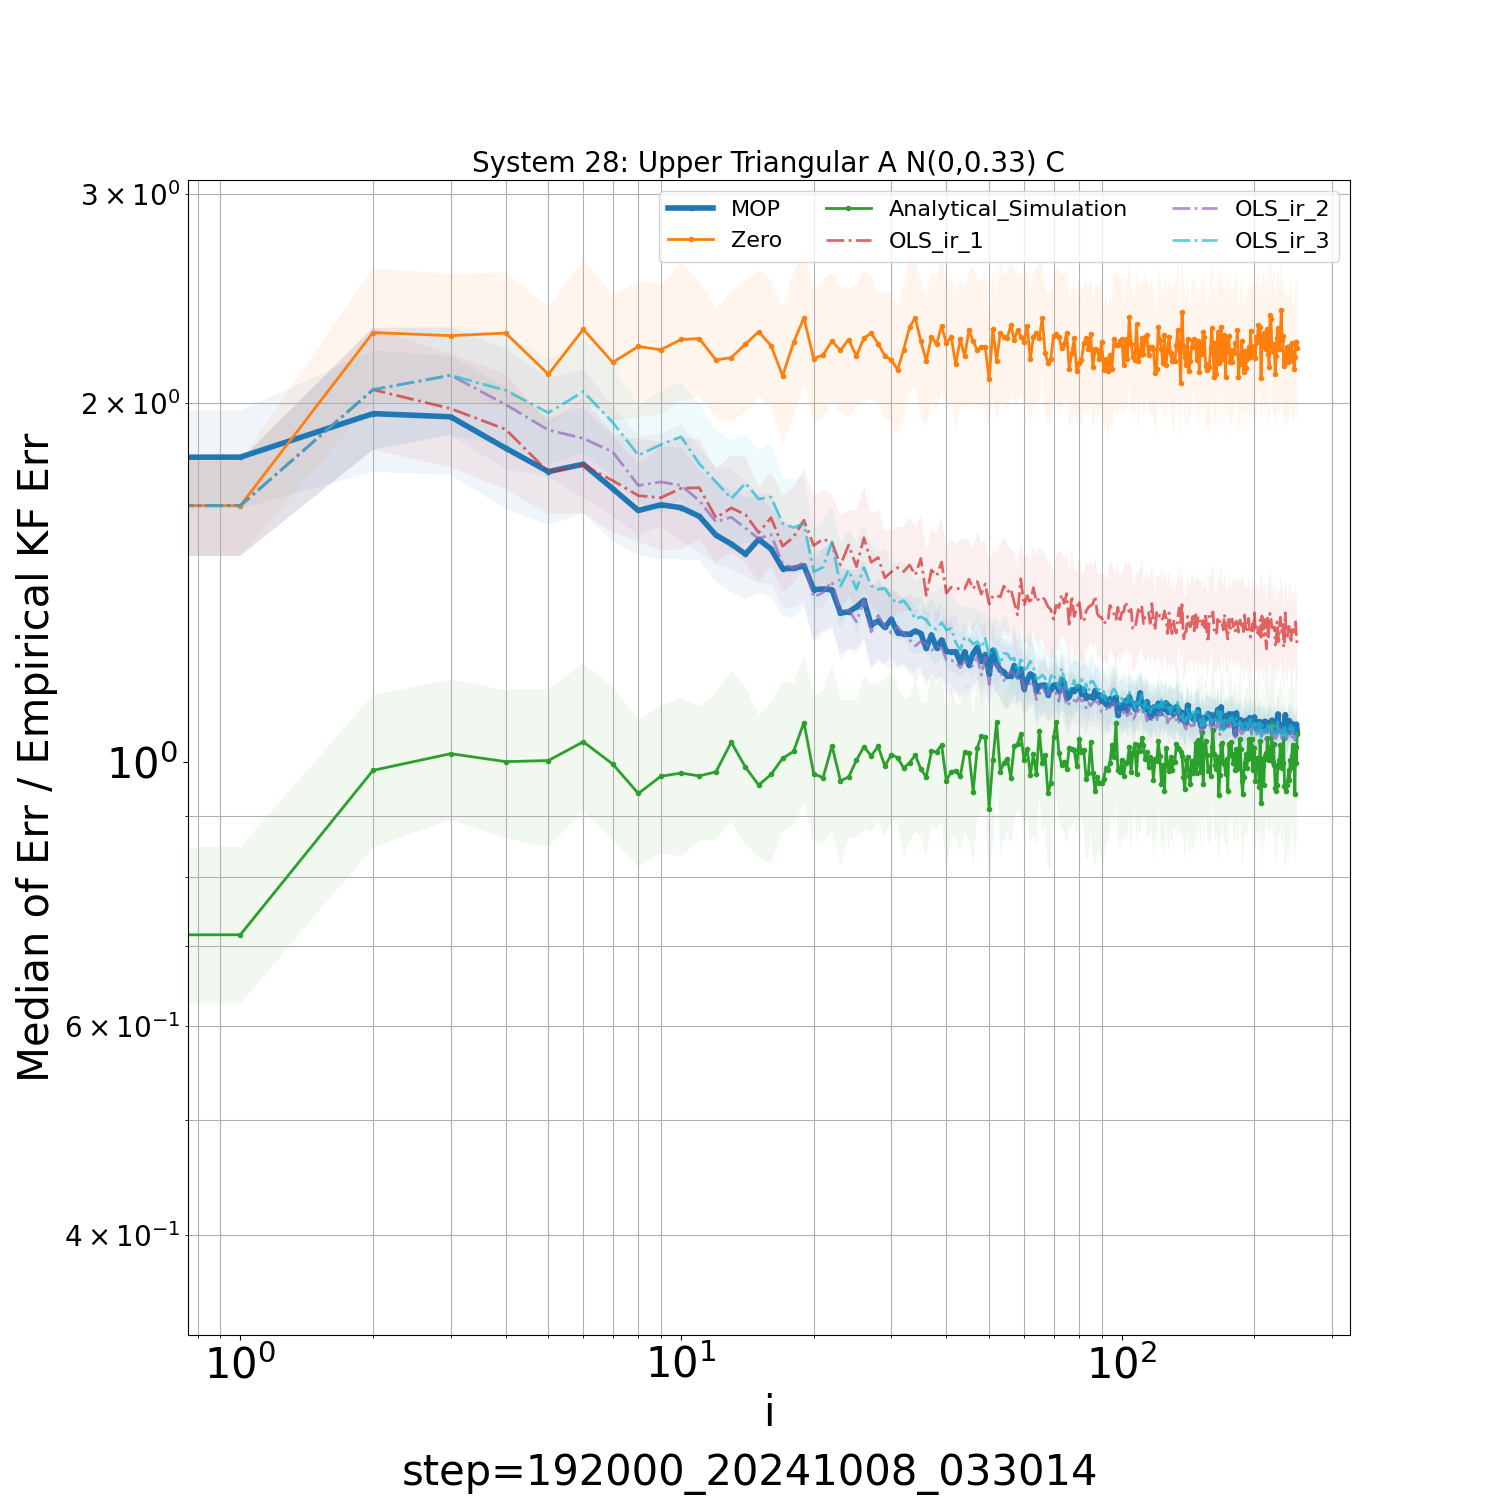 System 28: Upper Triangular A N(0,0.33) C
MOP
Zero
Analytical_Simulation
OLS_ir_1
OLS_ir_2
OLS_ir_3
Median of Err / Empirical KF Err
3 × 10⁰
2 × 10⁰
10⁰
6 × 10⁻¹
4 × 10⁻¹
10⁰ 10¹ 10²
i
step=192000_20241008_033014